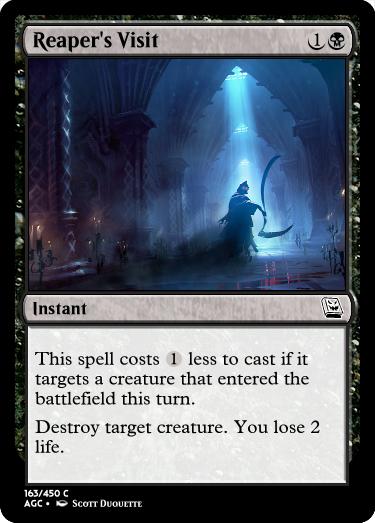 Reaper's Visit 1
Instant
This spell costs 1 less to cast if it
targets a creature that entered the
battlefield this turn.
Destroy target creature. You lose 2
life.
163/450 C
AGC • Scott Duquette